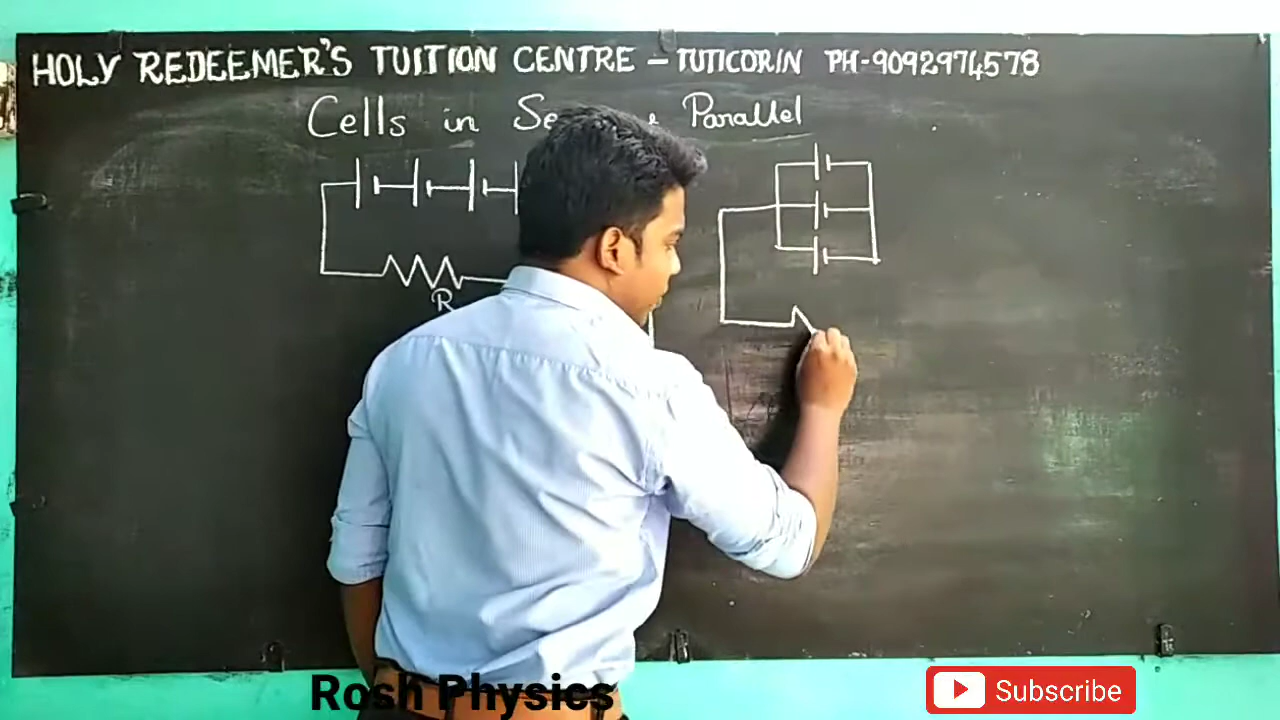 HOLY REDEEMER'S TUITION CENTRE – TUTICORIN PH-9092974578
Cells in Se Parallel
R
Rosh Physics
Subscribe